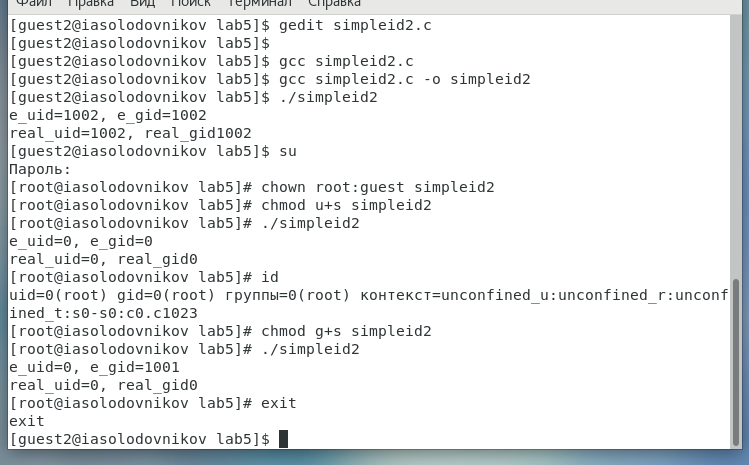 Файл Правка Вид Поиск Терминал Справка
[guest2@iasolodovnikov lab5]$ gedit simpleid2.c
[guest2@iasolodovnikov lab5]$
[guest2@iasolodovnikov lab5]$ gcc simpleid2.c
[guest2@iasolodovnikov lab5]$ gcc simpleid2.c -o simpleid2
[guest2@iasolodovnikov lab5]$ ./simpleid2
e_uid=1002, e_gid=1002
real_uid=1002, real_gid1002
[guest2@iasolodovnikov lab5]$ su
Пароль:
[root@iasolodovnikov lab5]# chown root:guest simpleid2
[root@iasolodovnikov lab5]# chmod u+s simpleid2
[root@iasolodovnikov lab5]# ./simpleid2
e_uid=0, e_gid=0
real_uid=0, real_gid0
[root@iasolodovnikov lab5]# id
uid=0(root) gid=0(root) группы=0(root) контекст=unconfined_u:unconfined_r:unconf
ined_t:s0-s0:c0.c1023
[root@iasolodovnikov lab5]# chmod g+s simpleid2
[root@iasolodovnikov lab5]# ./simpleid2
e_uid=0, e_gid=1001
real_uid=0, real_gid0
[root@iasolodovnikov lab5]# exit
exit
[guest2@iasolodovnikov lab5]$